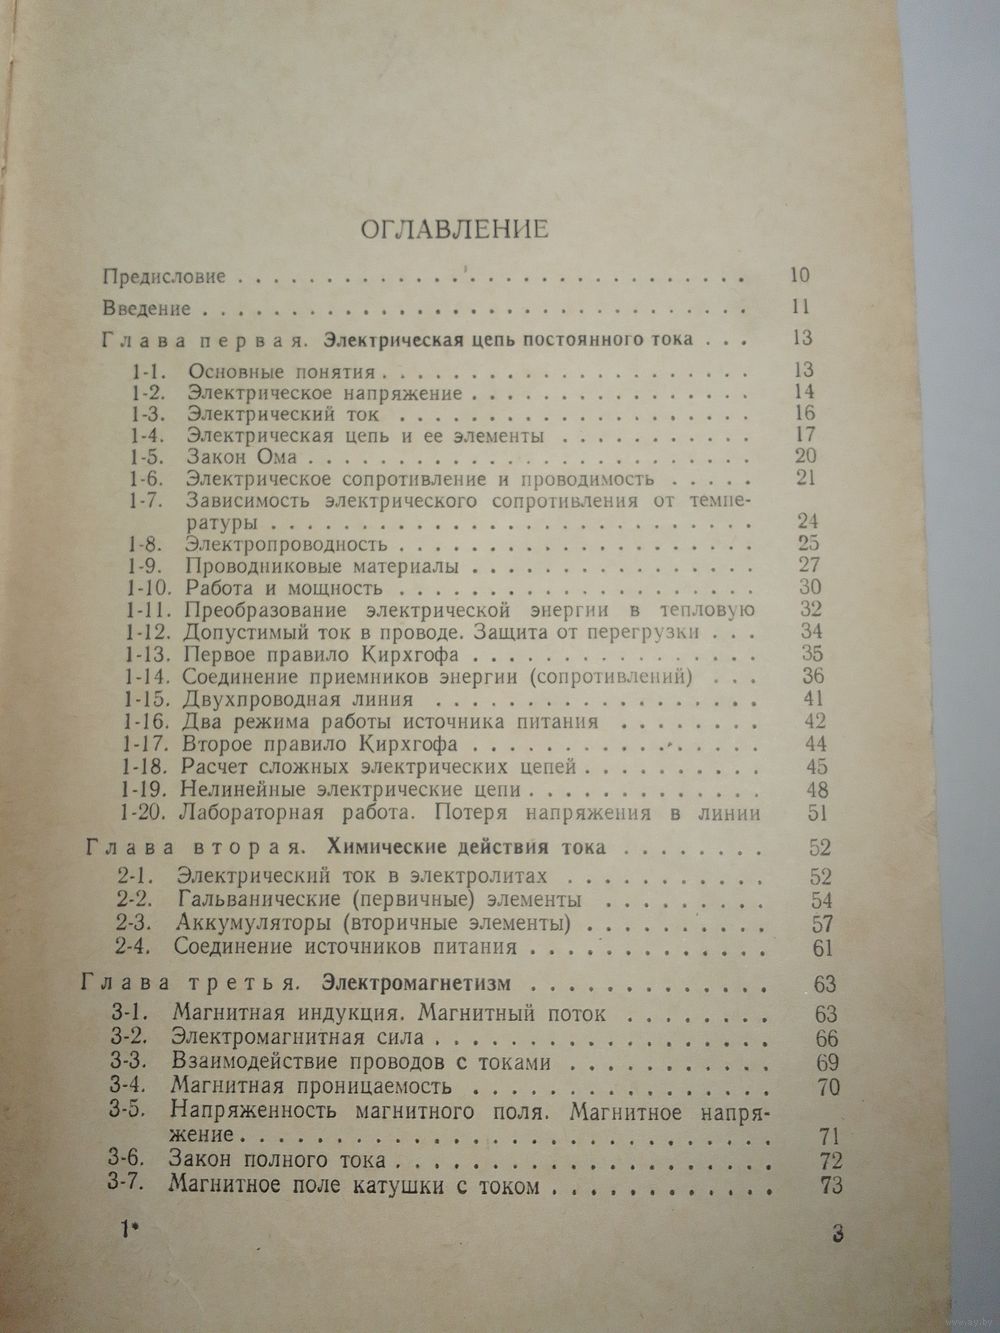 ОГЛАВЛЕНИЕ
Предисловие . . . . . . . . . . . . . . . . . . . . . . . . . . . . . 10
Введение . . . . . . . . . . . . . . . . . . . . . . . . . . . . . . . 11
Глава первая. Электрическая цепь постоянного тока . . . 13
1-1. Основные понятия . . . . . . . . . . . . . . . . . . . . . 13
1-2. Электрическое напряжение . . . . . . . . . . . . . . . . 14
1-3. Электрический ток . . . . . . . . . . . . . . . . . . . . 16
1-4. Электрическая цепь и ее элементы . . . . . . . . . . . 17
1-5. Закон Ома . . . . . . . . . . . . . . . . . . . . . . . . . 20
1-6. Электрическое сопротивление и проводимость . . . . . 21
1-7. Зависимость электрического сопротивления от темпе-
ратуры . . . . . . . . . . . . . . . . . . . . . . . . . . . 24
1-8. Электропроводность . . . . . . . . . . . . . . . . . . . . 25
1-9. Проводниковые материалы . . . . . . . . . . . . . . . . 27
1-10. Работа и мощность . . . . . . . . . . . . . . . . . . . . 30
1-11. Преобразование электрической энергии в тепловую 32
1-12. Допустимый ток в проводе. Защита от перегрузки . . . 34
1-13. Первое правило Кирхгофа . . . . . . . . . . . . . . . . 35
1-14. Соединение приемников энергии (сопротивлений) . . . 36
1-15. Двухпроводная линия . . . . . . . . . . . . . . . . . . 41
1-16. Два режима работы источника питания . . . . . . . . 42
1-17. Второе правило Кирхгофа . . . . . . . . . . . . . . . . 44
1-18. Расчет сложных электрических цепей . . . . . . . . . . 45
1-19. Нелинейные электрические цепи . . . . . . . . . . . . . 48
1-20. Лабораторная работа. Потеря напряжения в линии 51
Глава вторая. Химические действия тока . . . . . . . . 52
2-1. Электрический ток в электролитах . . . . . . . . . . . 52
2-2. Гальванические (первичные) элементы . . . . . . . . . 54
2-3. Аккумуляторы (вторичные элементы) . . . . . . . . . . 57
2-4. Соединение источников питания . . . . . . . . . . . . . 61
Глава третья. Электромагнетизм . . . . . . . . . . . . . 63
3-1. Магнитная индукция. Магнитный поток . . . . . . . . 63
3-2. Электромагнитная сила . . . . . . . . . . . . . . . . . . 66
3-3. Взаимодействие проводов с токами . . . . . . . . . . . 69
3-4. Магнитная проницаемость . . . . . . . . . . . . . . . . 70
3-5. Напряженность магнитного поля. Магнитное напря-
жение . . . . . . . . . . . . . . . . . . . . . . . . . . . . 71
3-6. Закон полного тока . . . . . . . . . . . . . . . . . . . . 72
3-7. Магнитное поле катушки с током . . . . . . . . . . . . 73
1* 3
www.ay.by